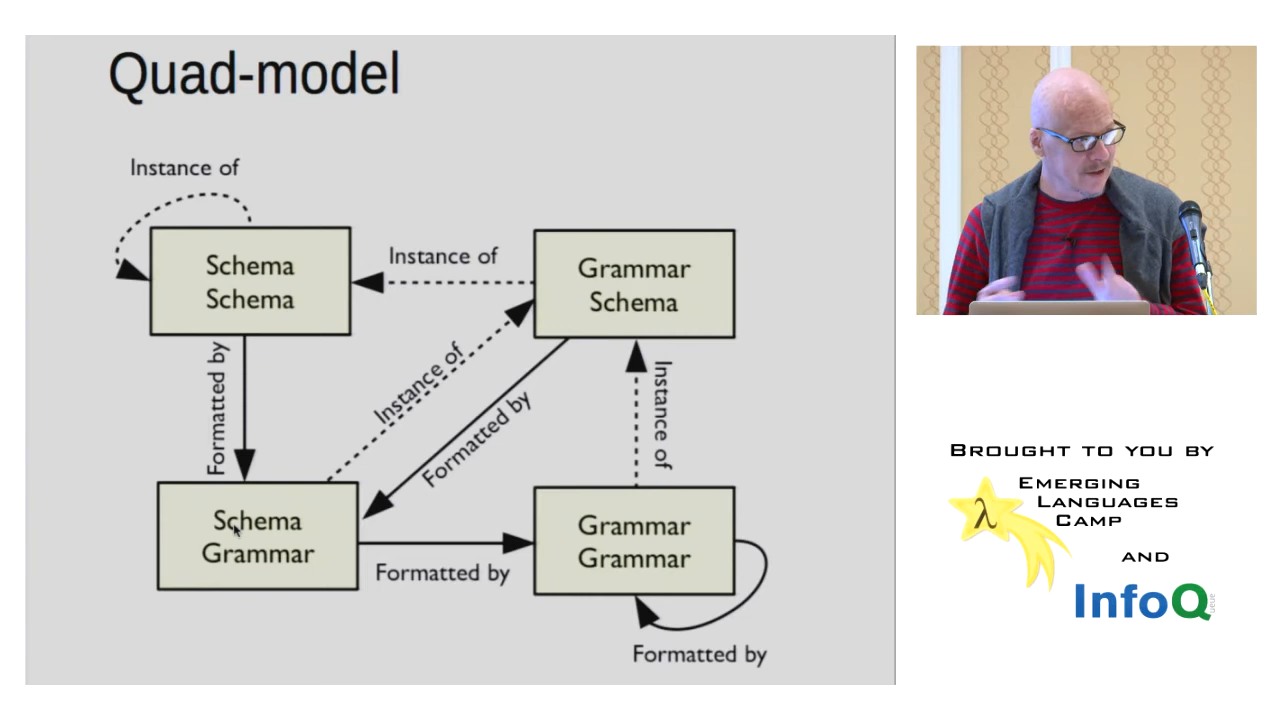 Quad-model
Instance of
Schema
Schema
Instance of
Grammar
Schema
Formatted by
Instance of
Formatted by
Instance of
Schema
Grammar
Formatted by
Grammar
Grammar
Formatted by
BROUGHT TO YOU BY
EMERGING
LANGUAGES
CAMP
λ
AND
InfoQ
ueue